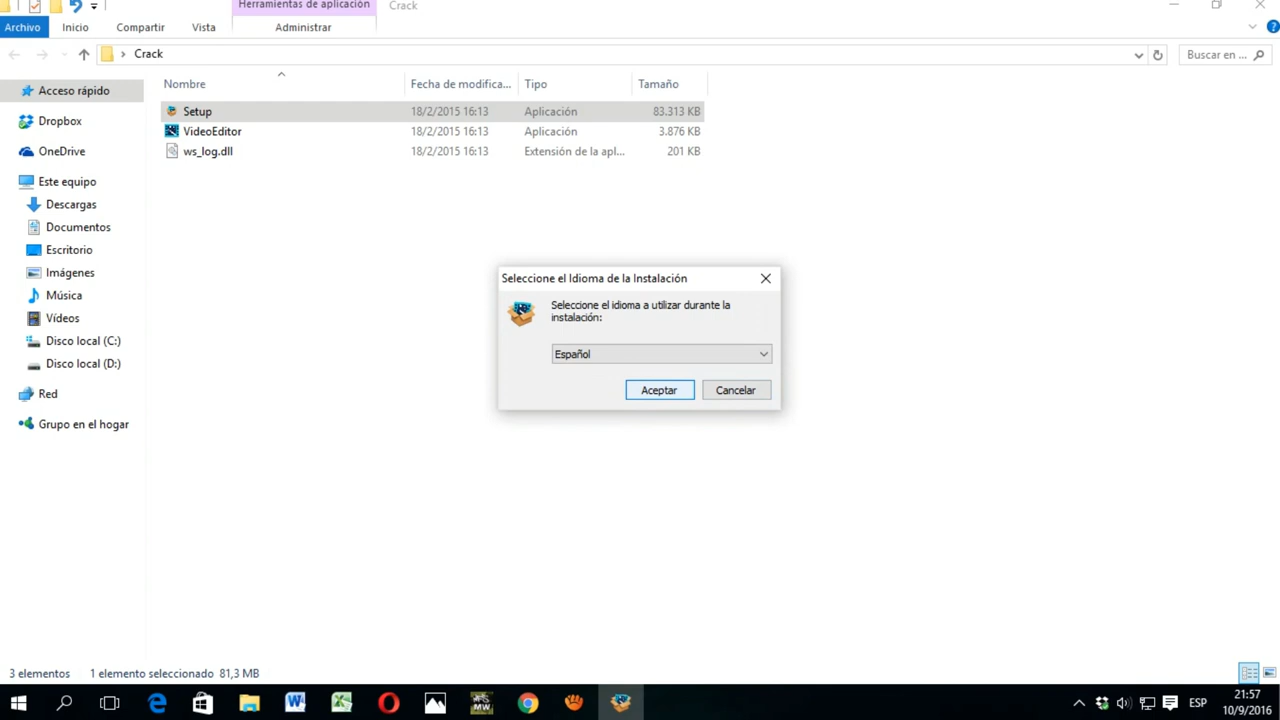 Herramientas de aplicación
Crack
Archivo
Inicio
Compartir
Vista
Administrar
Crack
Buscar en ...
Nombre
Fecha de modifica...
Tipo
Tamaño
Acceso rápido
Dropbox
OneDrive
Este equipo
Descargas
Documentos
Escritorio
Imágenes
Música
Vídeos
Disco local (C:)
Disco local (D:)
Red
Grupo en el hogar
Setup 18/2/2015 16:13 Aplicación 83.313 KB
VideoEditor 18/2/2015 16:13 Aplicación 3.876 KB
ws_log.dll 18/2/2015 16:13 Extensión de la apl... 201 KB
Seleccione el Idioma de la Instalación
Seleccione el idioma a utilizar durante la
instalación:
Español
Aceptar
Cancelar
3 elementos
1 elemento seleccionado 81,3 MB
MW
ESP
21:57
10/9/2016